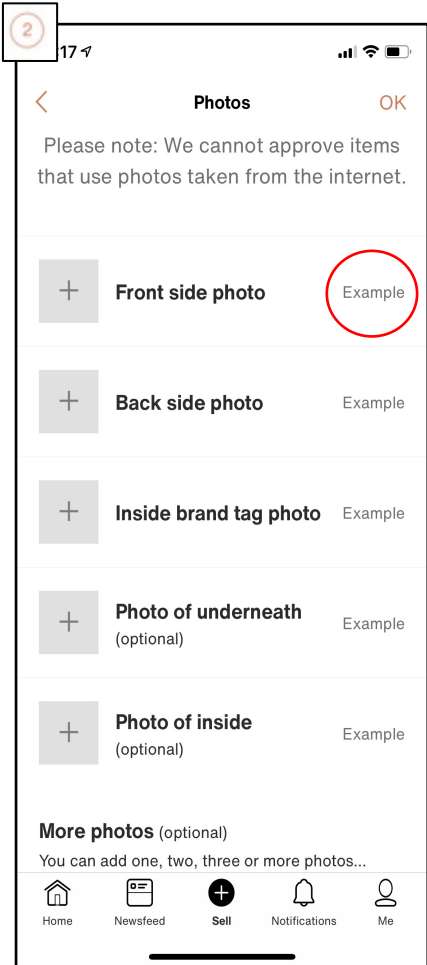 2
:17
Photos
OK
Please note: We cannot approve items
that use photos taken from the internet.
Front side photo
Example
Back side photo
Example
Inside brand tag photo
Example
Photo of underneath
(optional)
Example
Photo of inside
(optional)
Example
More photos (optional)
You can add one, two, three or more photos...
Home
Newsfeed
Sell
Notifications
Me